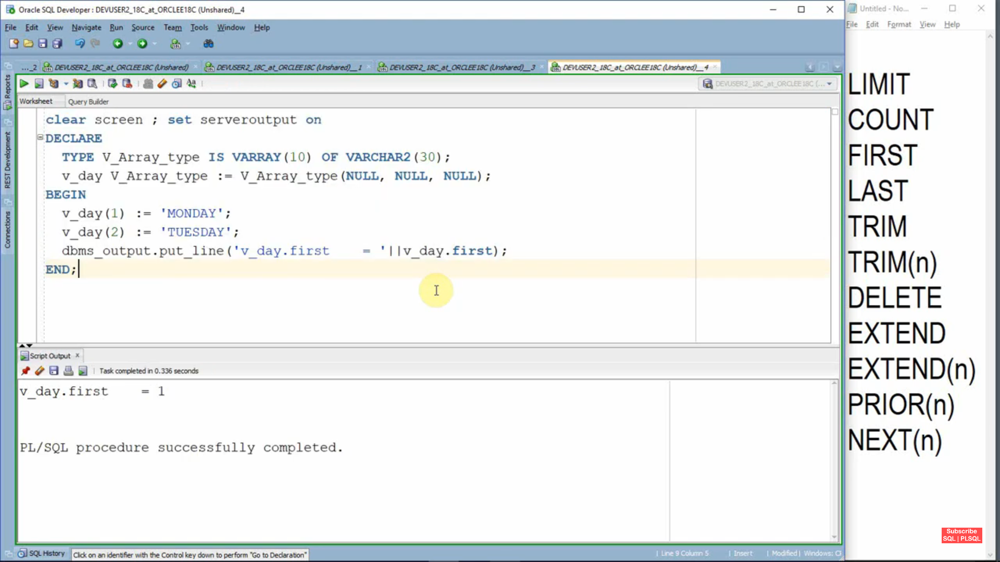 Oracle SQL Developer : DEVUSER2_18C_at_ORCLEE18C (Unshared)__4
File Edit View Navigate Run Source Team Tools Window Help
..._2 DEVUSER2_18C_at_ORCLEE18C (Unshared) DEVUSER2_18C_at_ORCLEE18C (Unshared)__1 DEVUSER2_18C_at_ORCLEE18C (Unshared)__3 DEVUSER2_18C_at_ORCLEE18C (Unshared)__4
Reports
REST Development
Connections
DEVUSER2_18C_at_ORCLEE18C (...
Worksheet Query Builder
clear screen ; set serveroutput on
DECLARE
TYPE V_Array_type IS VARRAY(10) OF VARCHAR2(30);
v_day V_Array_type := V_Array_type(NULL, NULL, NULL);
BEGIN
v_day(1) := 'MONDAY';
v_day(2) := 'TUESDAY';
dbms_output.put_line('v_day.first    = '||v_day.first);
END;
Script Output
Task completed in 0.336 seconds
v_day.first    = 1
PL/SQL procedure successfully completed.
SQL History Click on an identifier with the Control key down to perform "Go to Declaration"
Line 9 Column 5 Insert Modified Windows:
Untitled - No...
File Edit Format View Help
LIMIT
COUNT
FIRST
LAST
TRIM
TRIM(n)
DELETE
EXTEND
EXTEND(n)
PRIOR(n)
NEXT(n)
Subscribe
SQL | PLSQL